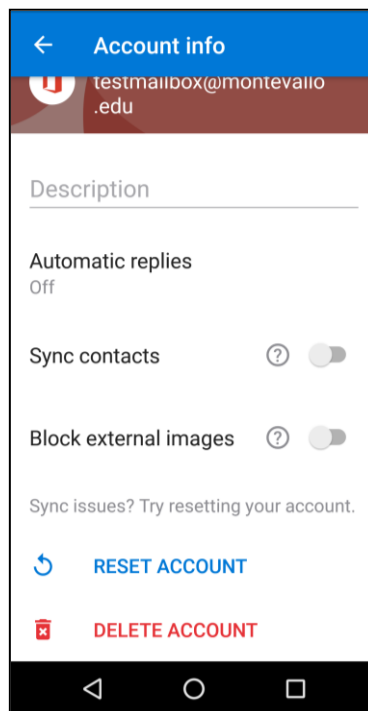 Account info
testmailbox@montevallo
.edu
Description
Automatic replies
Off
Sync contacts
Block external images
Sync issues? Try resetting your account.
RESET ACCOUNT
DELETE ACCOUNT